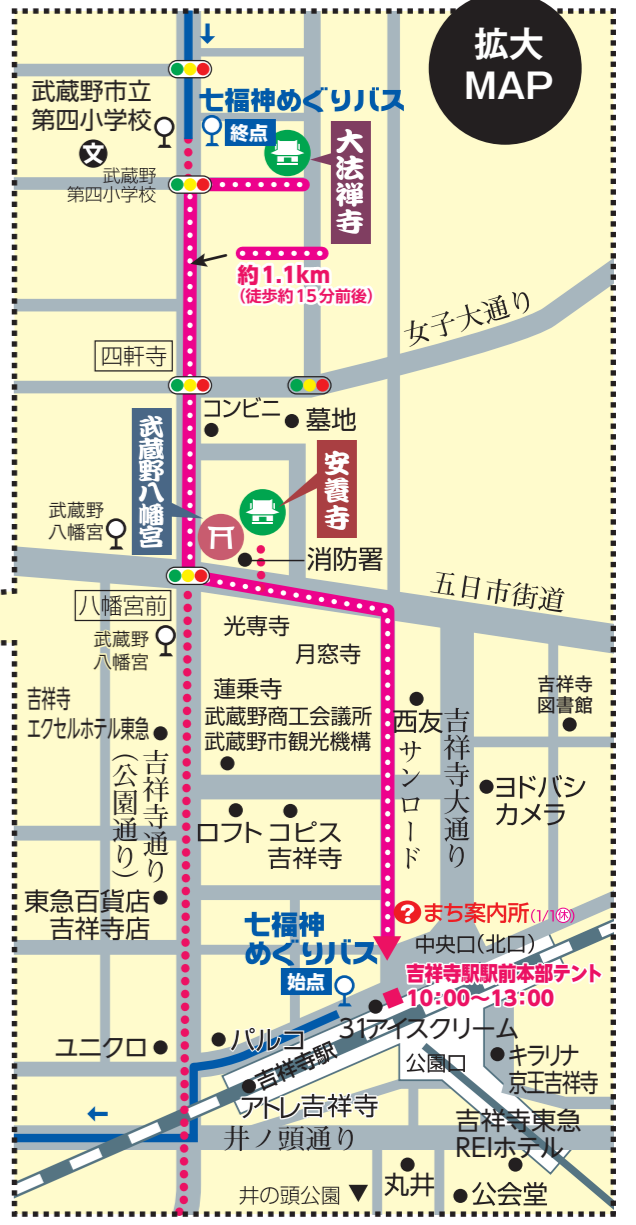 拡大
MAP
武蔵野市立
第四小学校
文
武蔵野
第四小学校
七福神めぐりバス
終点
大法禅寺
約1.1km
(徒歩約15分前後)
女子大通り
四軒寺
コンビニ
墓地
武蔵野八幡宮
安養寺
武蔵野
八幡宮
消防署
五日市街道
八幡宮前
武蔵野
八幡宮
光専寺
月窓寺
蓮乗寺
武蔵野商工会議所
武蔵野市観光機構
吉祥寺
エクセルホテル東急
吉祥寺通り
(公園通り)
西友
サンロード
吉祥寺大通り
吉祥寺
図書館
ヨドバシ
カメラ
ロフト
コピス
吉祥寺
東急百貨店
吉祥寺店
?まち案内所(1/1㊡)
中央口(北口)
七福神
めぐりバス
始点
吉祥寺駅駅前本部テント
10:00〜13:00
31アイスクリーム
パルコ
ユニクロ
吉祥寺駅
公園口
キラリナ
京王吉祥寺
アトレ吉祥寺
井ノ頭通り
吉祥寺東急
REIホテル
井の頭公園▼
丸井
公会堂